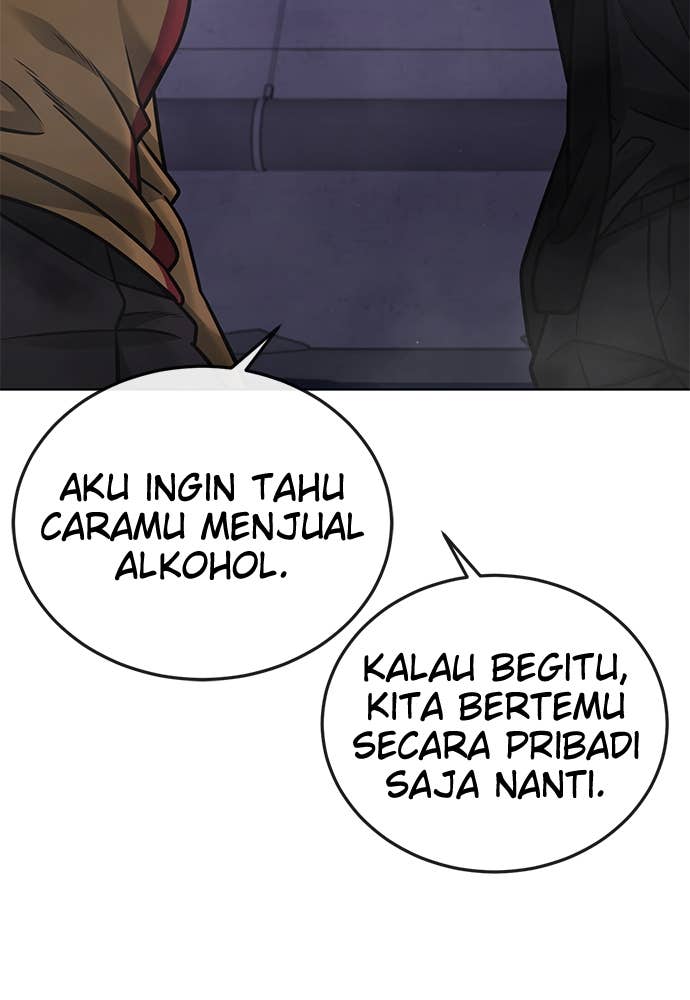 AKU INGIN TAHU
CARAMU MENJUAL
ALKOHOL.
KALAU BEGITU,
KITA BERTEMU
SECARA PRIBADI
SAJA NANTI.